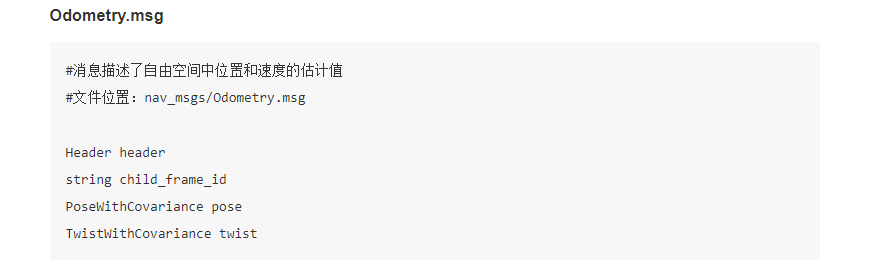 Odometry.msg
#消息描述了自由空间中位置和速度的估计值
#文件位置：nav_msgs/Odometry.msg
Header header
string child_frame_id
PoseWithCovariance pose
TwistWithCovariance twist